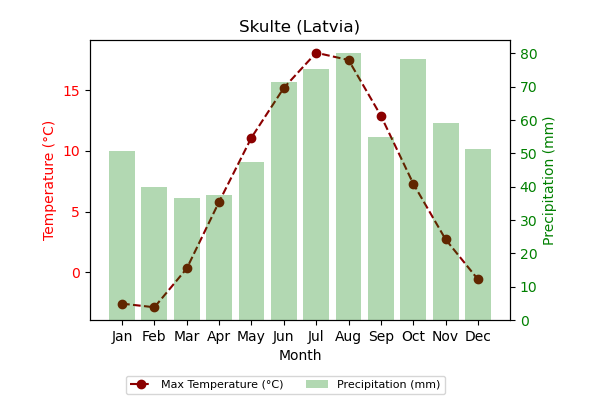 Skulte (Latvia)
Temperature (°C)
15
10
5
0
80
70
60
50
40
30
20
10
0
Precipitation (mm)
Jan Feb Mar Apr May Jun Jul Aug Sep Oct Nov Dec
Month
Max Temperature (°C) Precipitation (mm)